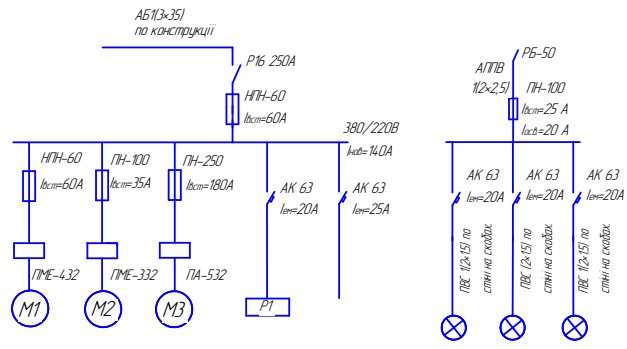 АБ1(3×35)
по конструкції
Р16 250А
НПН-60
Iвст=60А
380/220В
Iнав=140А
НПН-60
Iвст=60А
ПН-100
Iвст=35А
ПН-250
Iвст=180А
АК 63
Iем=20А
АК 63
Iем=25А
ПМЕ-432
ПМЕ-332
ПА-532
М1
М2
М3
Р1
РБ-50
АППВ
1(2×2,5)
ПН-100
Iвст=25 А
Iосв=20 А
АК 63
Iем=20А
АК 63
Iем=20А
АК 63
Iем=20А
ПВС 1(2×1.5) по
стіні на скобах
ПВС 1(2×1.5) по
стіні на скобах
ПВС 1(2×1.5) по
стіні на скобах